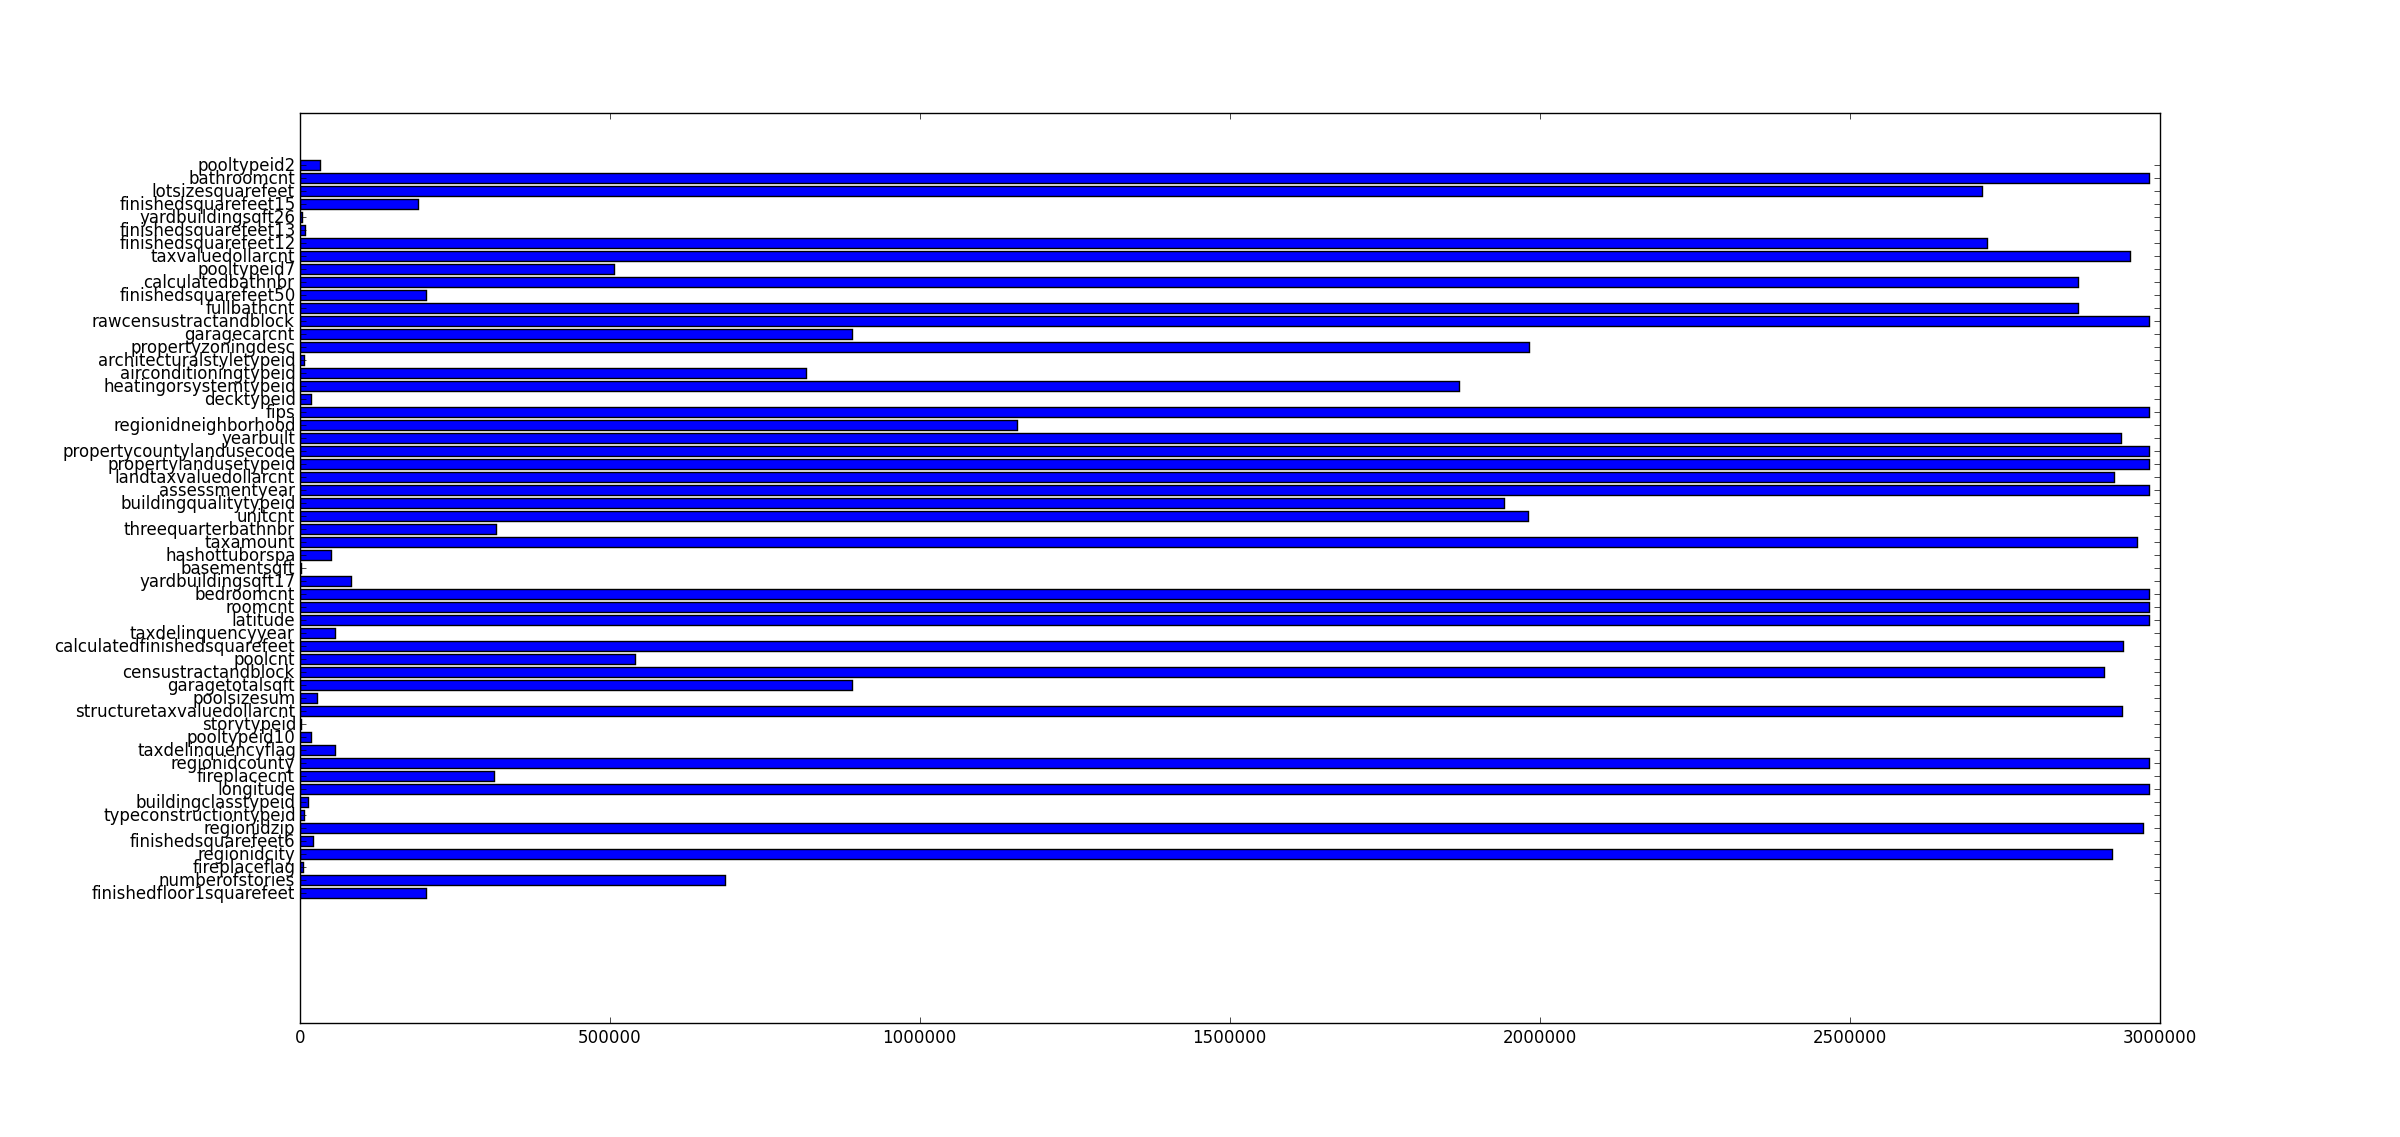 pooltypeid2
bathroomcnt
lotsizesquarefeet
finishedsquarefeet15
yardbuildingsqft26
finishedsquarefeet13
finishedsquarefeet12
taxvaluedollarcnt
pooltypeid7
calculatedbathnbr
finishedsquarefeet50
fullbathcnt
rawcensustractandblock
garagecarcnt
propertyzoningdesc
architecturalstyletypeid
airconditioningtypeid
heatingorsystemtypeid
decktypeid
fips
regionidneighborhood
yearbuilt
propertycountylandusecode
propertylandusetypeid
landtaxvaluedollarcnt
assessmentyear
buildingqualitytypeid
unitcnt
threequarterbathnbr
taxamount
hashottuborspa
basementsqft
yardbuildingsqft17
bedroomcnt
roomcnt
latitude
taxdelinquencyyear
calculatedfinishedsquarefeet
poolcnt
censustractandblock
garagetotalsqft
poolsizesum
structuretaxvaluedollarcnt
storytypeid
pooltypeid10
taxdelinquencyflag
regionidcounty
fireplacecnt
longitude
buildingclasstypeid
typeconstructiontypeid
regionidzip
finishedsquarefeet6
regionidcity
fireplaceflag
numberofstories
finishedfloor1squarefeet
0 500000 1000000 1500000 2000000 2500000 3000000